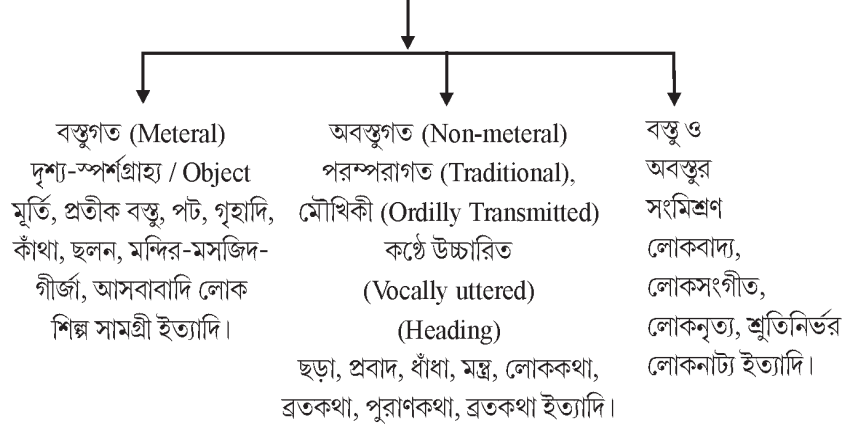 বস্তুগত (Meteral)
দৃশ্য-স্পর্শগ্রাহ্য / Object
মূর্তি, প্রতীক বস্তু, পট, গৃহাদি,
কাঁথা, ছলন, মন্দির-মসজিদ-
গীর্জা, আসবাবাদি লোক
শিল্প সামগ্রী ইত্যাদি।
অবস্তুগত (Non-meteral)
পরম্পরাগত (Traditional),
মৌখিকী (Ordilly Transmitted)
কণ্ঠে উচ্চারিত
(Vocally uttered)
(Heading)
ছড়া, প্রবাদ, ধাঁধা, মন্ত্র, লোককথা,
ব্রতকথা, পুরাণকথা, ব্রতকথা ইত্যাদি।
বস্তু ও
অবস্তুর
সংমিশ্রণ
লোকবাদ্য,
লোকসংগীত,
লোকনৃত্য, শ্রুতিনির্ভর
লোকনাট্য ইত্যাদি।